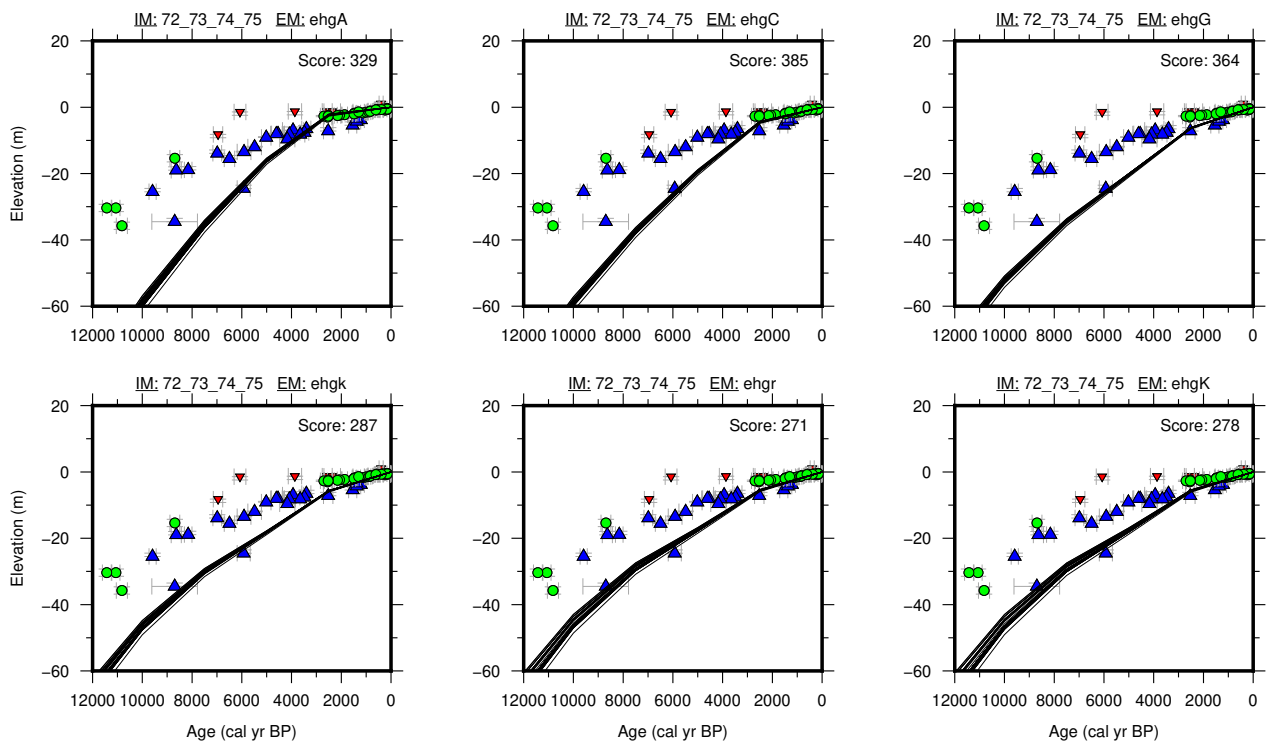 IM: 72_73_74_75 EM: ehgA
IM: 72_73_74_75 EM: ehgC
IM: 72_73_74_75 EM: ehgG
20
0
−20
−40
−60
Elevation (m)
Score: 329
12000 10000 8000 6000 4000 2000 0
20
0
−20
−40
−60
Score: 385
12000 10000 8000 6000 4000 2000 0
20
0
−20
−40
−60
Score: 364
12000 10000 8000 6000 4000 2000 0
IM: 72_73_74_75 EM: ehgk
IM: 72_73_74_75 EM: ehgr
IM: 72_73_74_75 EM: ehgK
20
0
−20
−40
−60
Elevation (m)
Score: 287
12000 10000 8000 6000 4000 2000 0
Age (cal yr BP)
20
0
−20
−40
−60
Score: 271
12000 10000 8000 6000 4000 2000 0
Age (cal yr BP)
20
0
−20
−40
−60
Score: 278
12000 10000 8000 6000 4000 2000 0
Age (cal yr BP)